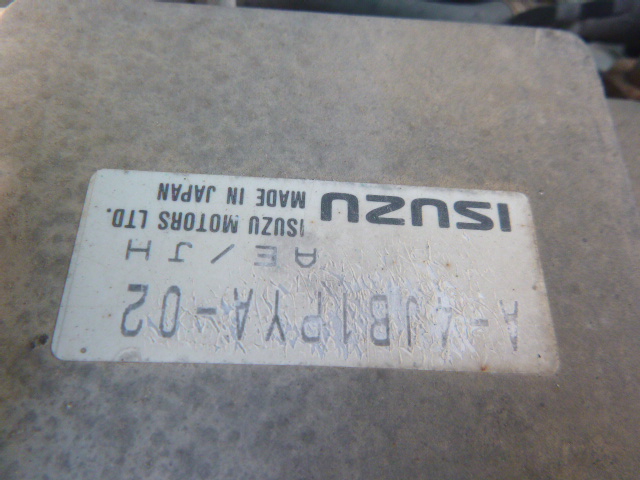 ISUZU
MADE IN JAPAN
ISUZU MOTORS LTD.
AE/JH
A-4JB1PYA-02